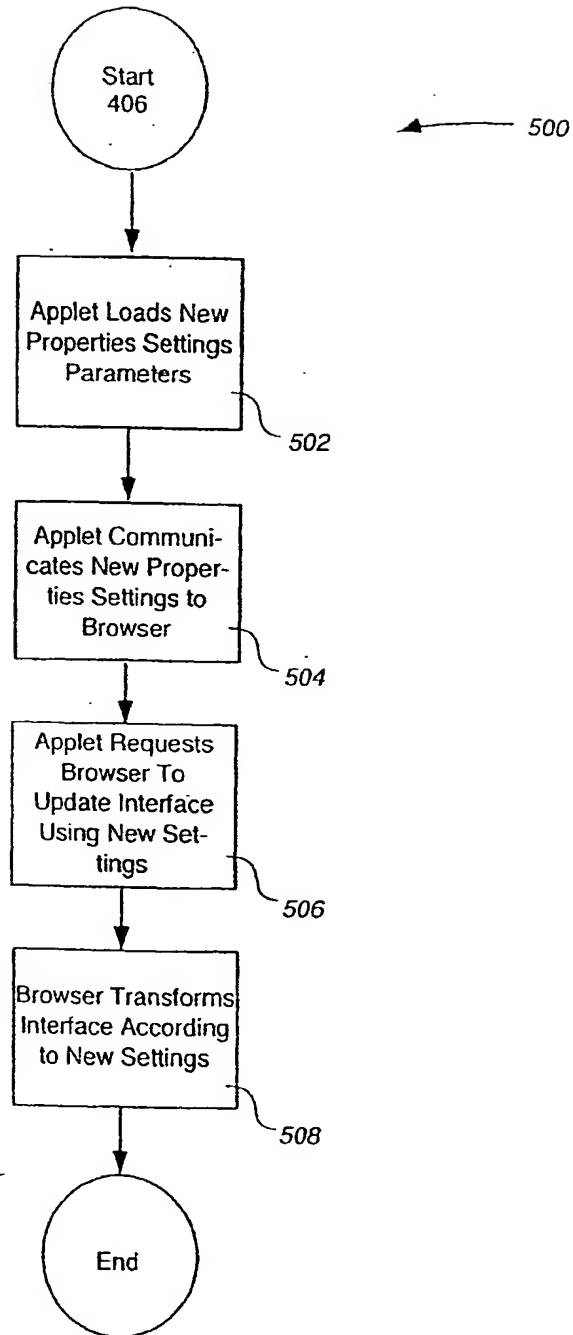 Start
406
500
Applet Loads New
Properties Settings
Parameters
502
Applet Communi-
cates New Proper-
ties Settings to
Browser
504
Applet Requests
Browser To
Update Interface
Using New Set-
tings
506
Browser Transforms
Interface According
to New Settings
508
End